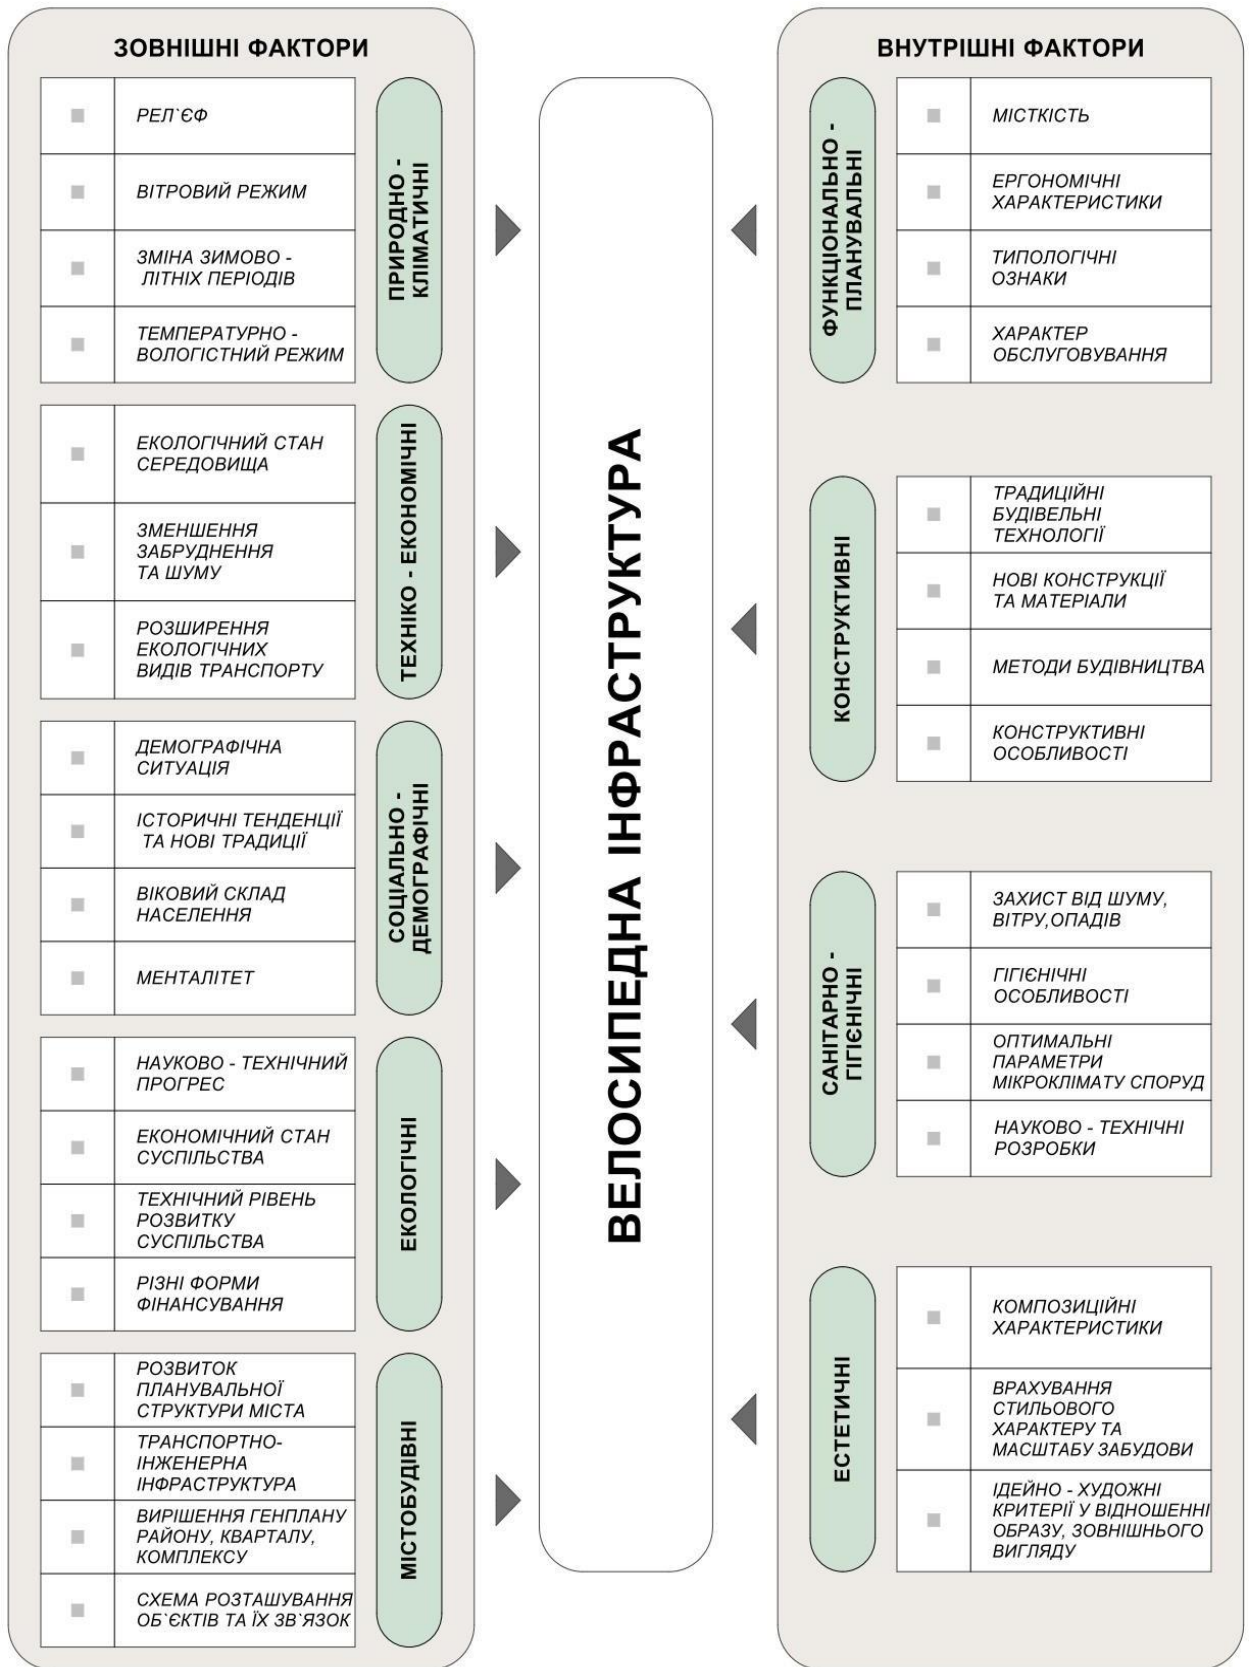 ЗОВНІШНІ ФАКТОРИ
РЕЛ`ЄФ
ВІТРОВИЙ РЕЖИМ
ЗМІНА ЗИМОВО -
ЛІТНІХ ПЕРІОДІВ
ТЕМПЕРАТУРНО -
ВОЛОГІСТНИЙ РЕЖИМ
ПРИРОДНО -
КЛІМАТИЧНІ
ЕКОЛОГІЧНИЙ СТАН
СЕРЕДОВИЩА
ЗМЕНШЕННЯ
ЗАБРУДНЕННЯ
ТА ШУМУ
РОЗШИРЕННЯ
ЕКОЛОГІЧНИХ
ВИДІВ ТРАНСПОРТУ
ТЕХНІКО - ЕКОНОМІЧНІ
ДЕМОГРАФІЧНА
СИТУАЦІЯ
ІСТОРИЧНІ ТЕНДЕНЦІЇ
ТА НОВІ ТРАДИЦІЇ
ВІКОВИЙ СКЛАД
НАСЕЛЕННЯ
МЕНТАЛІТЕТ
СОЦІАЛЬНО -
ДЕМОГРАФІЧНІ
НАУКОВО - ТЕХНІЧНИЙ
ПРОГРЕС
ЕКОНОМІЧНИЙ СТАН
СУСПІЛЬСТВА
ТЕХНІЧНИЙ РІВЕНЬ
РОЗВИТКУ
СУСПІЛЬСТВА
РІЗНІ ФОРМИ
ФІНАНСУВАННЯ
ЕКОЛОГІЧНІ
РОЗВИТОК
ПЛАНУВАЛЬНОЇ
СТРУКТУРИ МІСТА
ТРАНСПОРТНО-
ІНЖЕНЕРНА
ІНФРАСТРУКТУРА
ВИРІШЕННЯ ГЕНПЛАНУ
РАЙОНУ, КВАРТАЛУ,
КОМПЛЕКСУ
СХЕМА РОЗТАШУВАННЯ
ОБ`ЄКТІВ ТА ЇХ ЗВ`ЯЗОК
МІСТОБУДІВНІ
ВЕЛОСИПЕДНА ІНФРАСТРУКТУРА
ВНУТРІШНІ ФАКТОРИ
ФУНКЦІОНАЛЬНО -
ПЛАНУВАЛЬНІ
МІСТКІСТЬ
ЕРГОНОМІЧНІ
ХАРАКТЕРИСТИКИ
ТИПОЛОГІЧНІ
ОЗНАКИ
ХАРАКТЕР
ОБСЛУГОВУВАННЯ
КОНСТРУКТИВНІ
ТРАДИЦІЙНІ
БУДІВЕЛЬНІ
ТЕХНОЛОГІЇ
НОВІ КОНСТРУКЦІЇ
ТА МАТЕРІАЛИ
МЕТОДИ БУДІВНИЦТВА
КОНСТРУКТИВНІ
ОСОБЛИВОСТІ
САНІТАРНО -
ГІГІЄНІЧНІ
ЗАХИСТ ВІД ШУМУ,
ВІТРУ,ОПАДІВ
ГІГІЄНІЧНІ
ОСОБЛИВОСТІ
ОПТИМАЛЬНІ
ПАРАМЕТРИ
МІКРОКЛІМАТУ СПОРУД
НАУКОВО - ТЕХНІЧНІ
РОЗРОБКИ
ЕСТЕТИЧНІ
КОМПОЗИЦІЙНІ
ХАРАКТЕРИСТИКИ
ВРАХУВАННЯ
СТИЛЬОВОГО
ХАРАКТЕРУ ТА
МАСШТАБУ ЗАБУДОВИ
ІДЕЙНО - ХУДОЖНІ
КРИТЕРІЇ У ВІДНОШЕННІ
ОБРАЗУ, ЗОВНІШНЬОГО
ВИГЛЯДУ